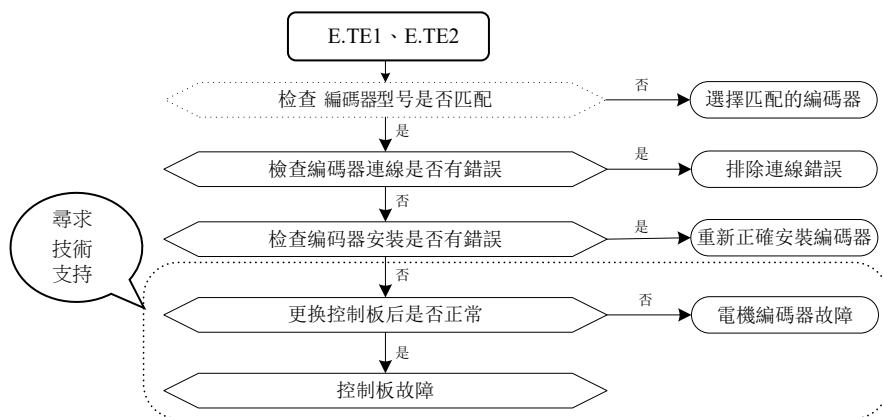 E.TE1、E.TE2
检查 編碼器型号是否匹配
否
選擇匹配的編碼器
是
檢查編碼器連線是否有錯誤
是
排除連線錯誤
否
检查编码器安装是否有錯誤
是
重新正確安裝編碼器
尋求
技術
支持
否
更换控制板后是否正常
否
電機編碼器故障
是
控制板故障